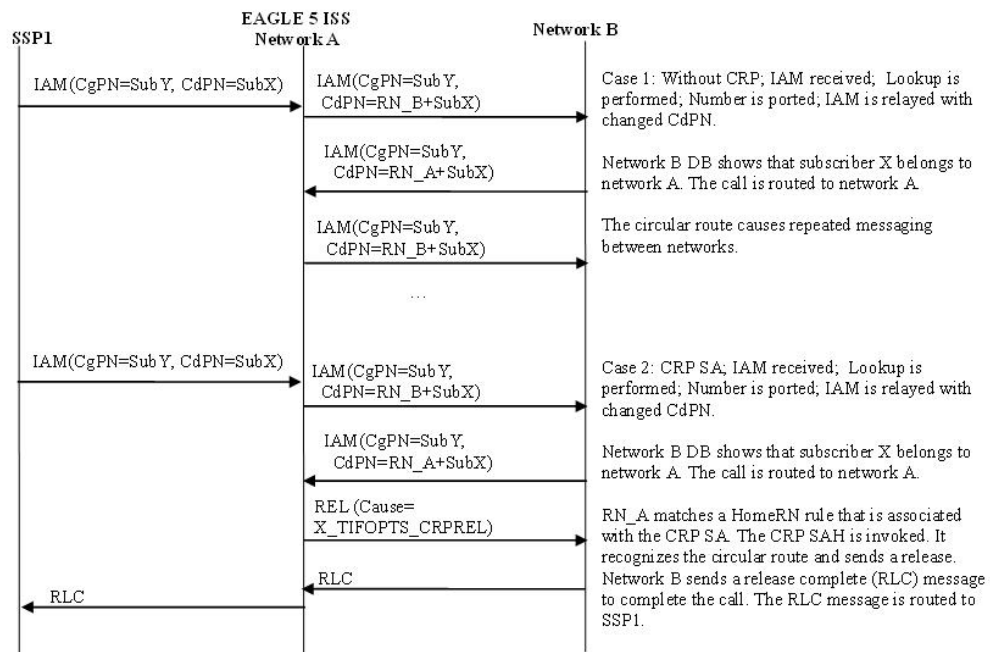 EAGLE 5 ISS
SSP1
Network A
Network B
IAM(CgPN=SubY, CdPN=SubX)
IAM(CgPN=SubY,
CdPN=RN_B+SubX)
Case 1: Without CRP; IAM received; Lookup is
performed; Number is ported; IAM is relayed with
changed CdPN.
IAM(CgPN=SubY,
CdPN=RN_A+SubX)
Network B DB shows that subscriber X belongs to
network A. The call is routed to network A.
IAM(CgPN=SubY,
CdPN=RN_B+SubX)
The circular route causes repeated messaging
between networks.
...
IAM(CgPN=SubY, CdPN=SubX)
IAM(CgPN=SubY,
CdPN=RN_B+SubX)
Case 2: CRP SA; IAM received; Lookup is
performed; Number is ported; IAM is relayed with
changed CdPN.
IAM(CgPN=SubY,
CdPN=RN_A+SubX)
Network B DB shows that subscriber X belongs to
network A. The call is routed to network A.
REL (Cause=
X_TIFOPTS_CRPREL)
RN_A matches a HomeRN rule that is associated
with the CRP SA. The CRP SAH is invoked. It
recognizes the circular route and sends a release.
RLC
RLC
Network B sends a release complete (RLC) message
to complete the call. The RLC message is routed to
SSP1.